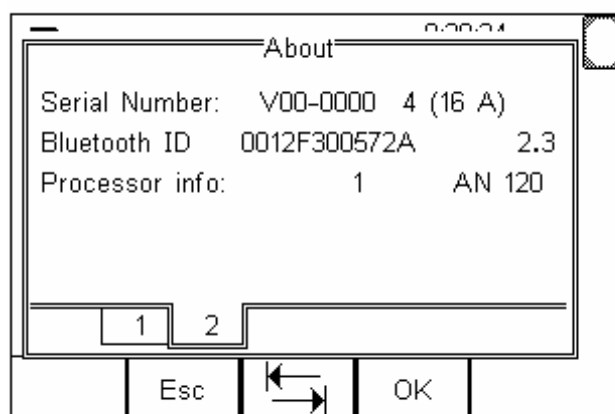 About
Serial Number: V00-0000 4 (16 A)
Bluetooth ID 0012F300572A 2.3
Processor info: 1 AN 120
1 2
Esc OK